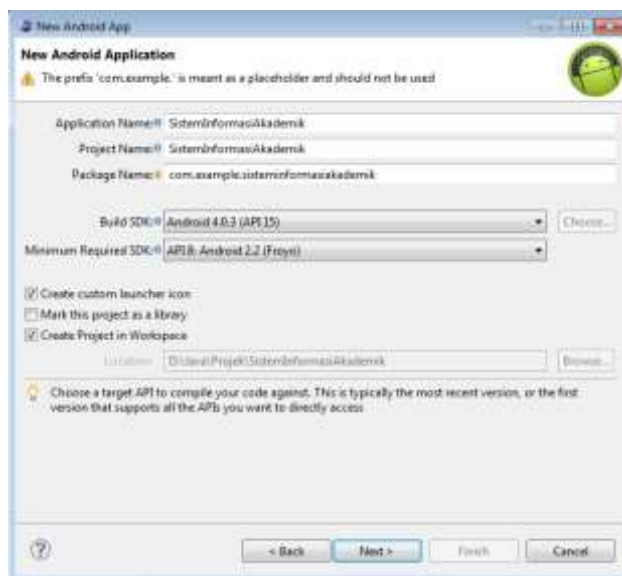 New Android App
New Android Application
The prefix 'com.example.' is meant as a placeholder and should not be used
Application Name: SistemInformasiAkademik
Project Name: SistemInformasiAkademik
Package Name: com.example.sisteminformasiakademik
Build SDK: Android 4.0.3 (API 15)
Choose...
Minimum Required SDK: API 8: Android 2.2 (Froyo)
Create custom launcher icon
Mark this project as a library
Create Project in Workspace
Location: D:\Java\Projek\SistemInformasiAkademik
Browse...
Choose a target API to compile your code against. This is typically the most recent version, or the first
version that supports all the APIs you want to directly access
< Back
Next >
Finish
Cancel